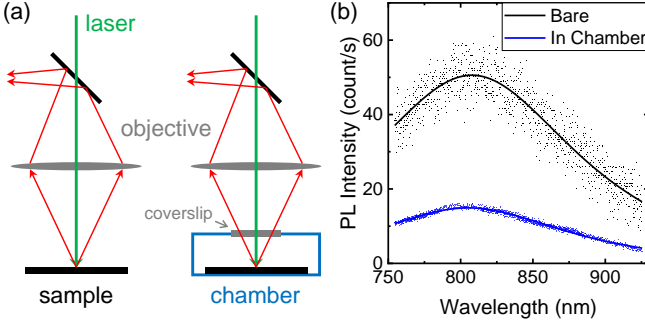 (a)
laser
objective
coverslip
sample
chamber
(b)
Bare
In Chamber
PL Intensity (count/s)
60
40
20
0
750
800
850
900
Wavelength (nm)